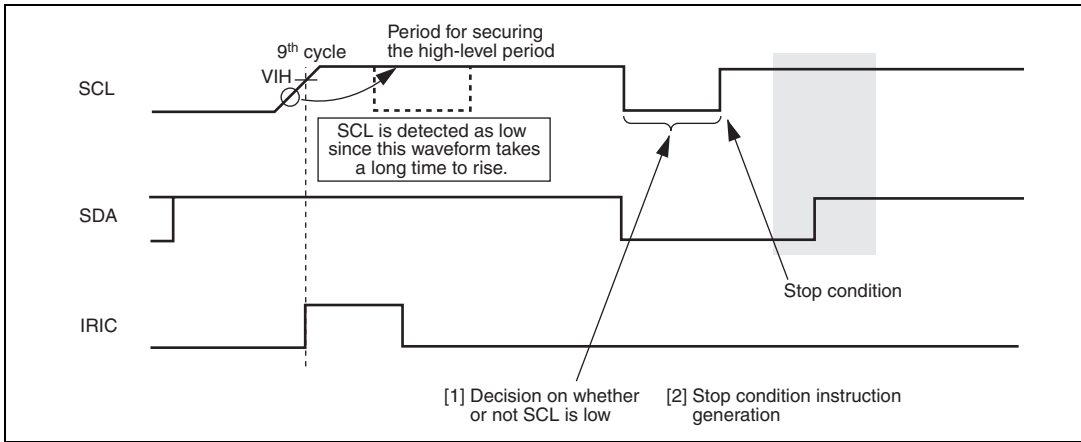 Period for securing
the high-level period
9th cycle
VIH
SCL
SCL is detected as low
since this waveform takes
a long time to rise.
SDA
Stop condition
IRIC
[1] Decision on whether
or not SCL is low
[2] Stop condition instruction
generation